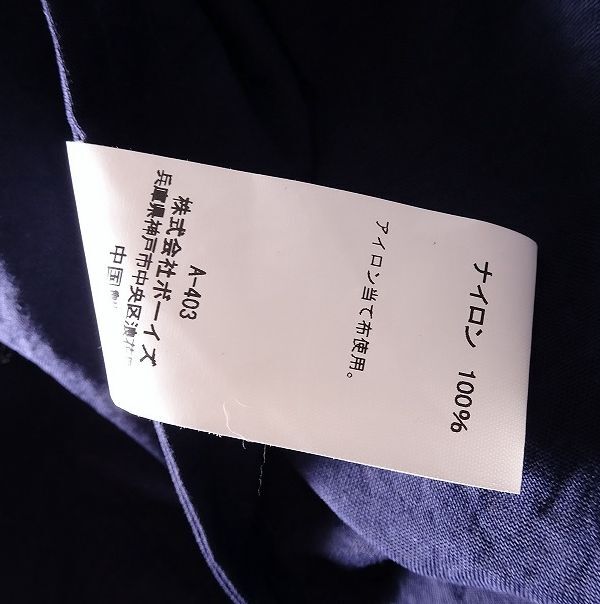 ナイロン 100%
アイロン当て布使用。
A-403
株式会社ボーイズ
兵庫県神戸市中央区
中国